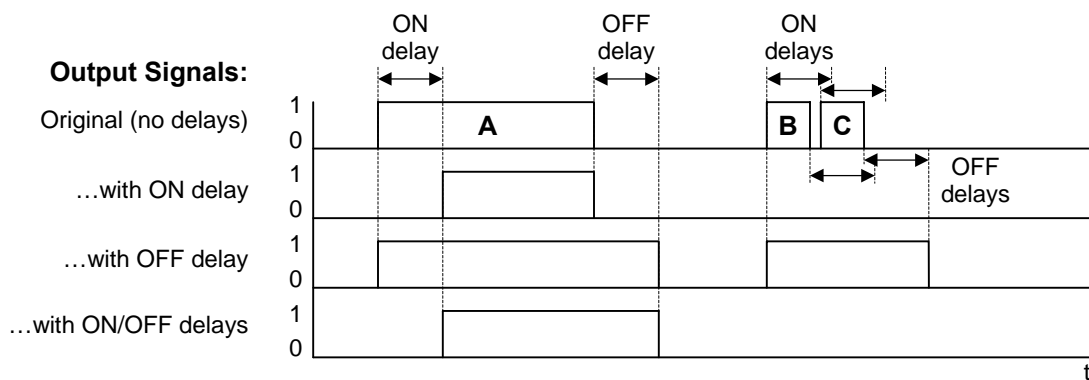 ON
delay
OFF
delay
ON
delays
Output Signals:
Original (no delays)
1
0
A
B
C
OFF
delays
…with ON delay
1
0
…with OFF delay
1
0
…with ON/OFF delays
1
0
t